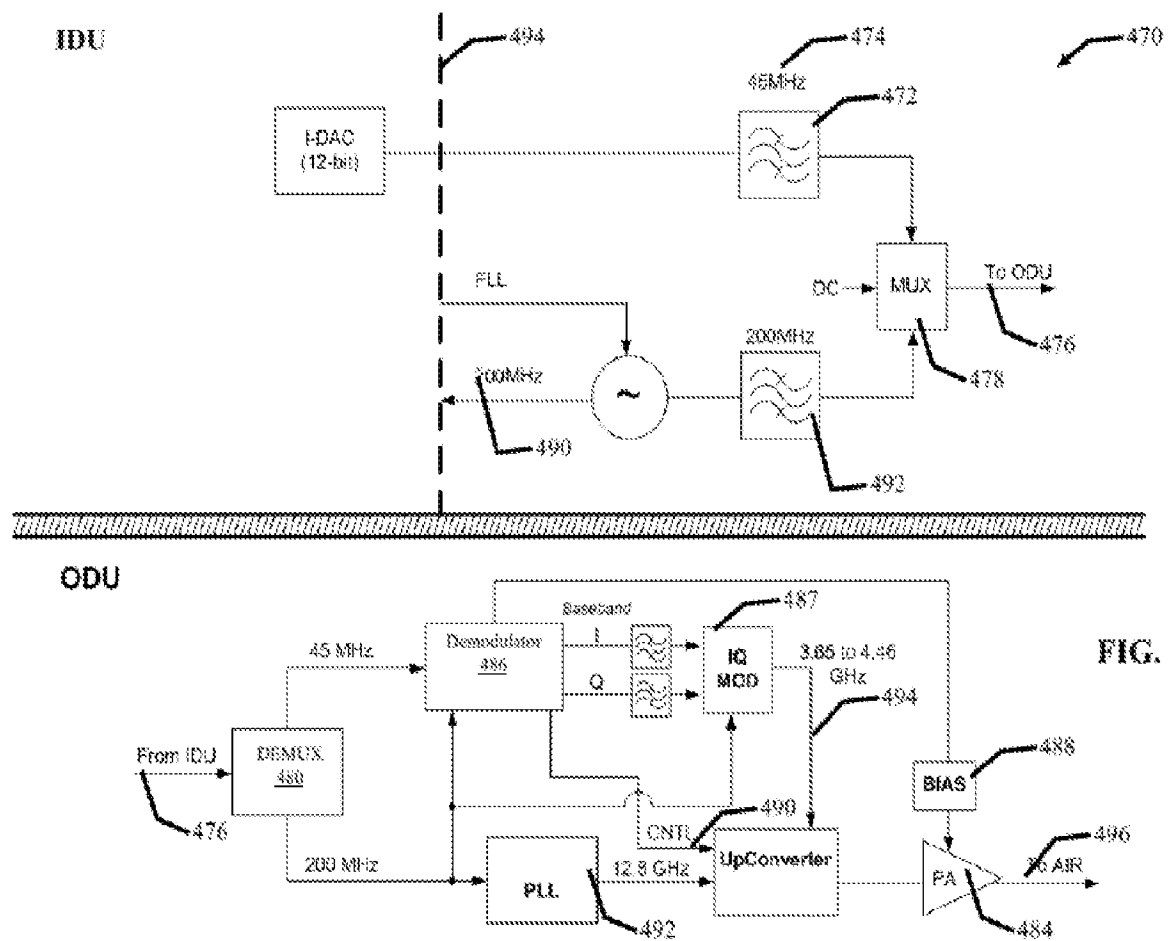 IDU
494
474
470
45MHz
472
I-DAC
(12-bit)
PLL
DC
MUX
To ODU
476
200MHz
200MHz
478
490
492
ODU
487
Baseband
I
45 MHz
Demodulator
486
IQ
MOD
3.65 to 4.46
GHz
FIG.
Q
494
From IDU
DEMUX
480
488
BIAS
476
490
CNTL
496
200 MHz
PLL
12.8 GHz
UpConverter
PA
To AIR
492
484